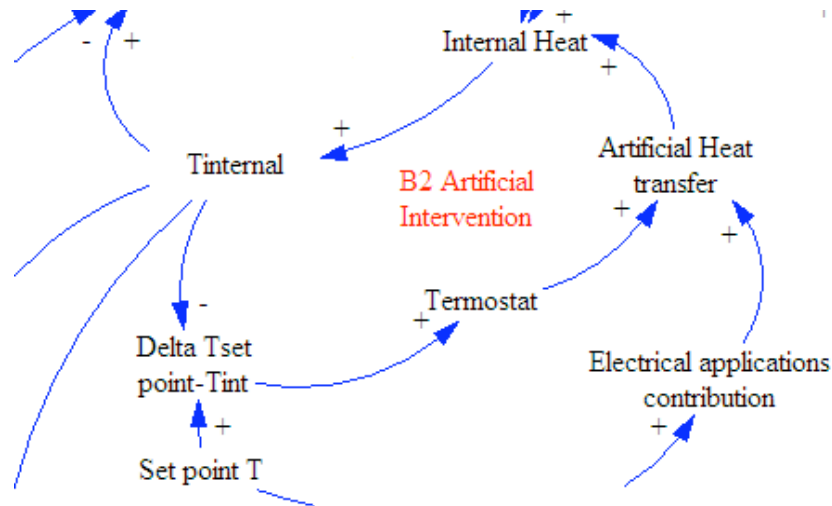 - +
+
Internal Heat
+
+
Tinternal
Artificial Heat
transfer
B2 Artificial
Intervention
+
+
-
Termostat
+
Delta Tset
point-Tint
Electrical applications
contribution
+
+
Set point T